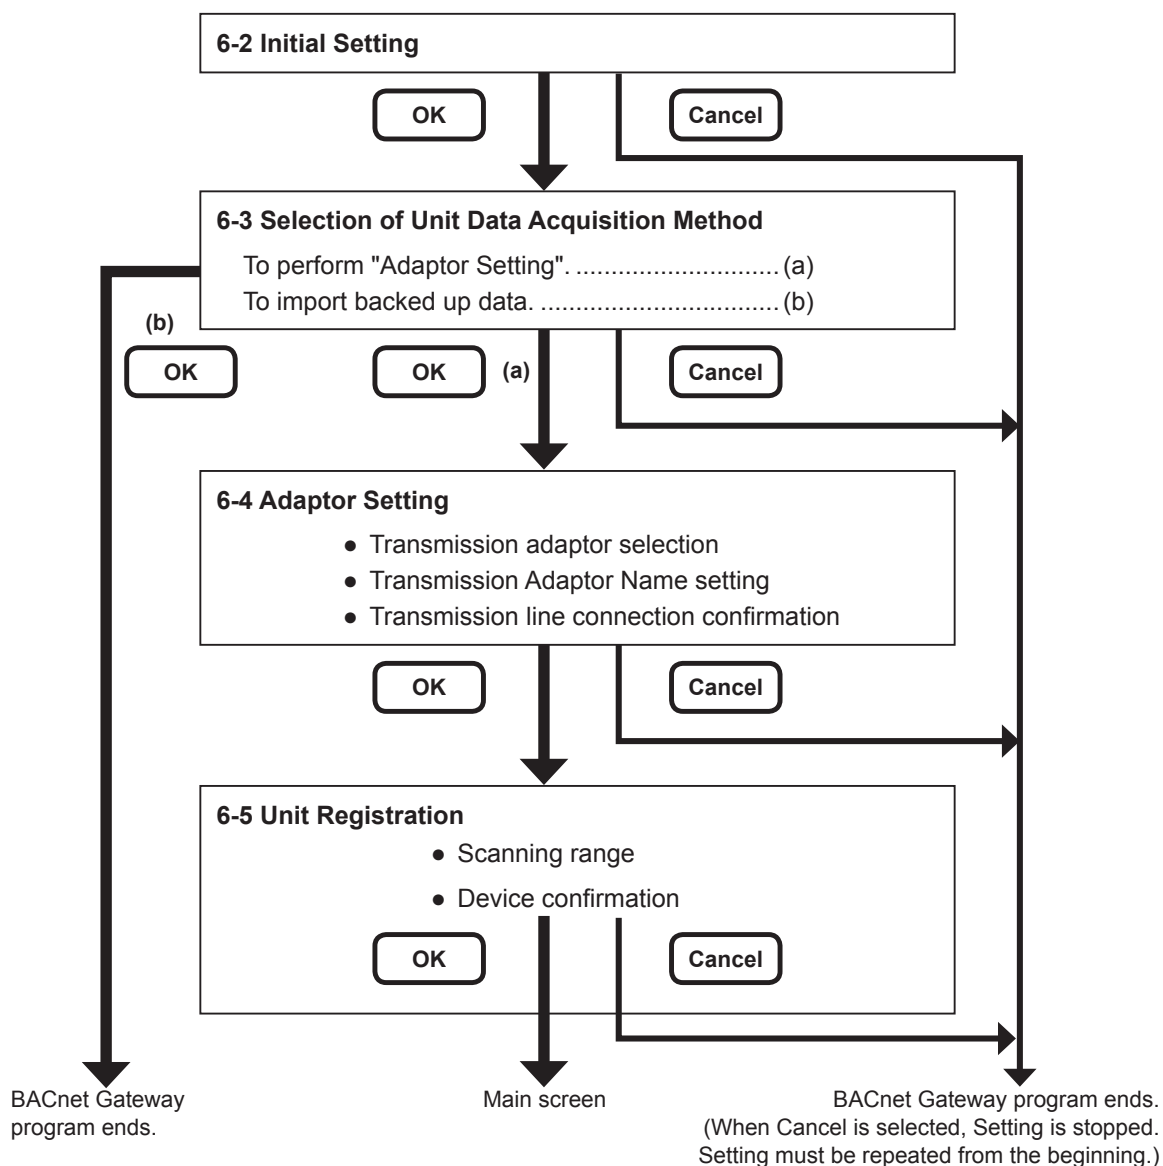 6-2 Initial Setting
OK
Cancel
6-3 Selection of Unit Data Acquisition Method
To perform "Adaptor Setting". ............................. (a)
To import backed up data. .................................. (b)
(b)
OK
OK
(a)
Cancel
6-4 Adaptor Setting
● Transmission adaptor selection
● Transmission Adaptor Name setting
● Transmission line connection confirmation
OK
Cancel
6-5 Unit Registration
● Scanning range
● Device confirmation
OK
Cancel
BACnet Gateway
program ends.
Main screen
BACnet Gateway program ends.
(When Cancel is selected, Setting is stopped.
Setting must be repeated from the beginning.)